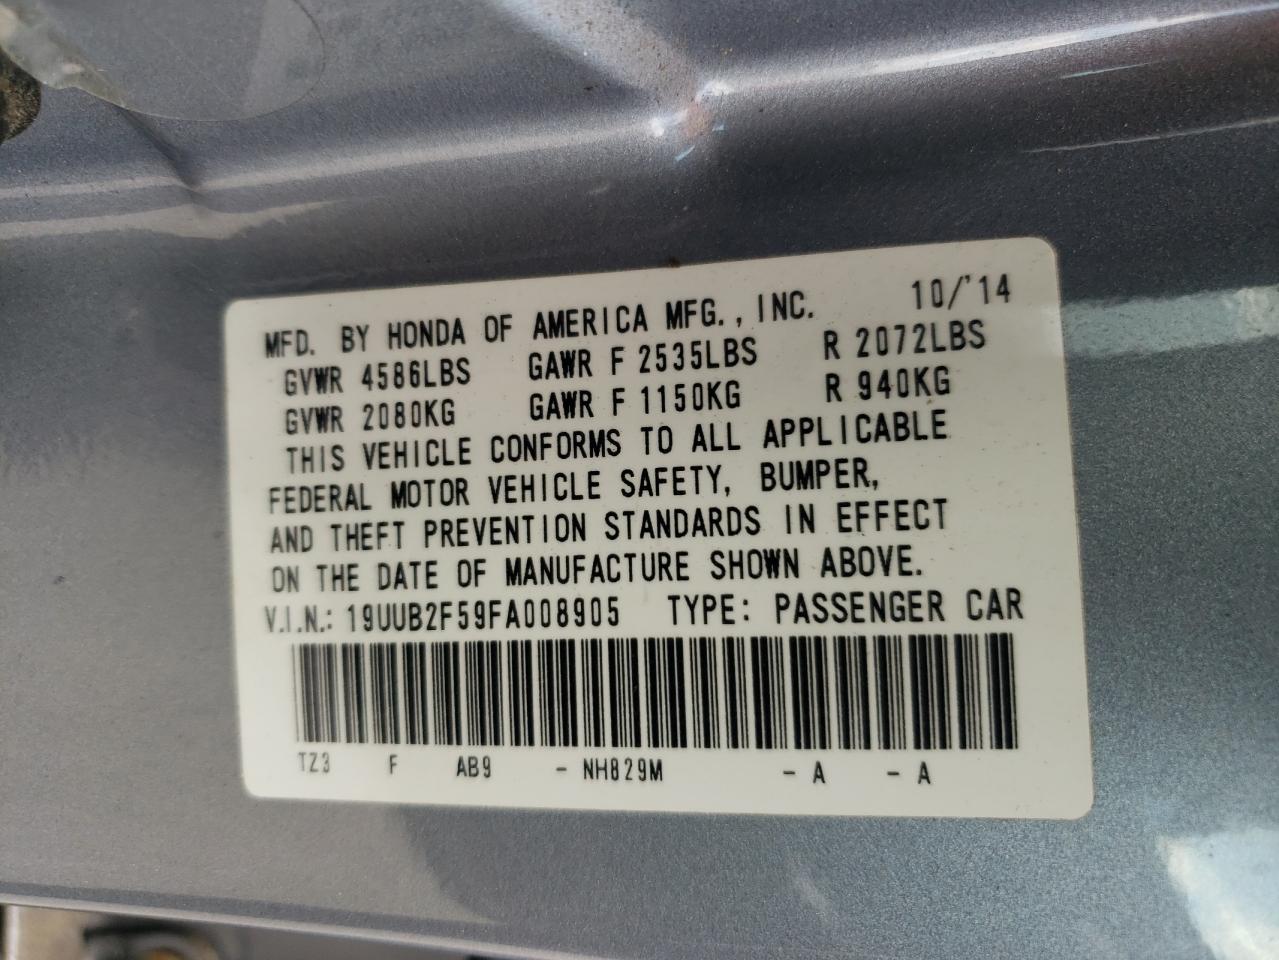 MFD. BY HONDA OF AMERICA MFG., INC. 10/'14
GVWR 4586LBS GAWR F 2535LBS R 2072LBS
GVWR 2080KG GAWR F 1150KG R 940KG
THIS VEHICLE CONFORMS TO ALL APPLICABLE
FEDERAL MOTOR VEHICLE SAFETY, BUMPER,
AND THEFT PREVENTION STANDARDS IN EFFECT
ON THE DATE OF MANUFACTURE SHOWN ABOVE.
V.I.N.: 19UUB2F59FA008905 TYPE: PASSENGER CAR
TZ3 F AB9 - NH829M - A - A